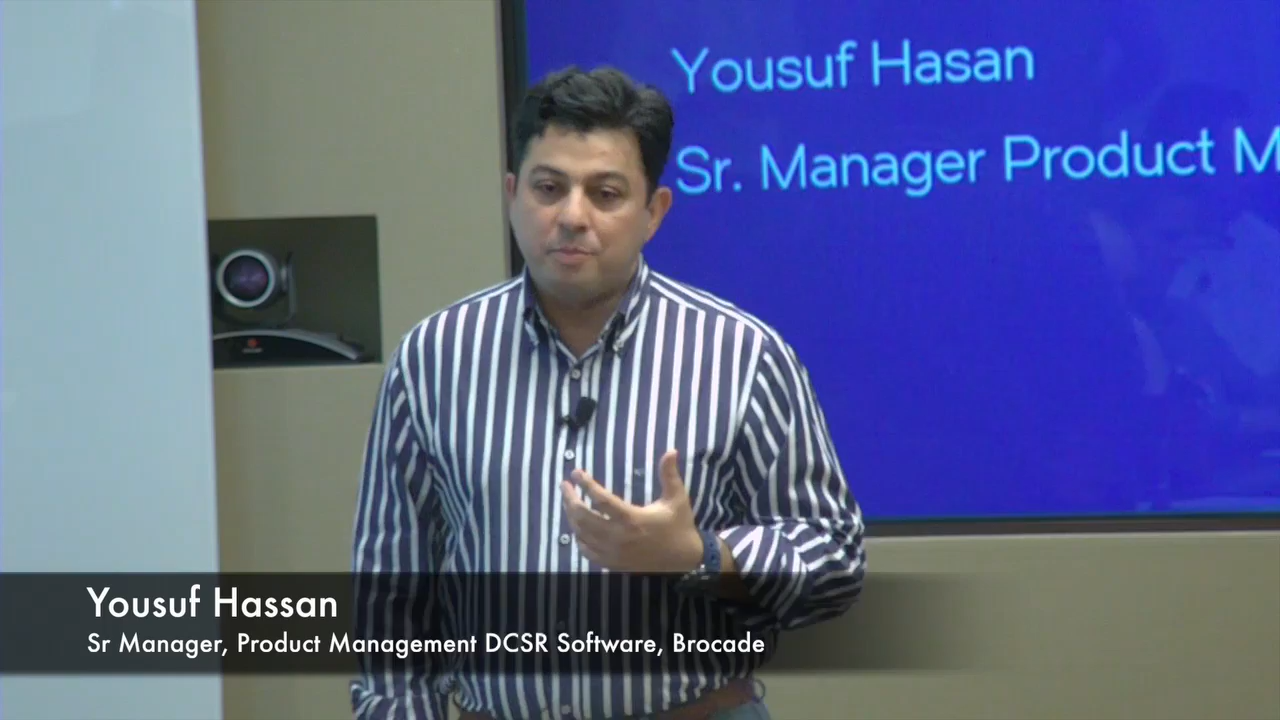 Yousuf Hasan
Sr. Manager Product M
Yousuf Hassan
Sr Manager, Product Management DCSR Software, Brocade